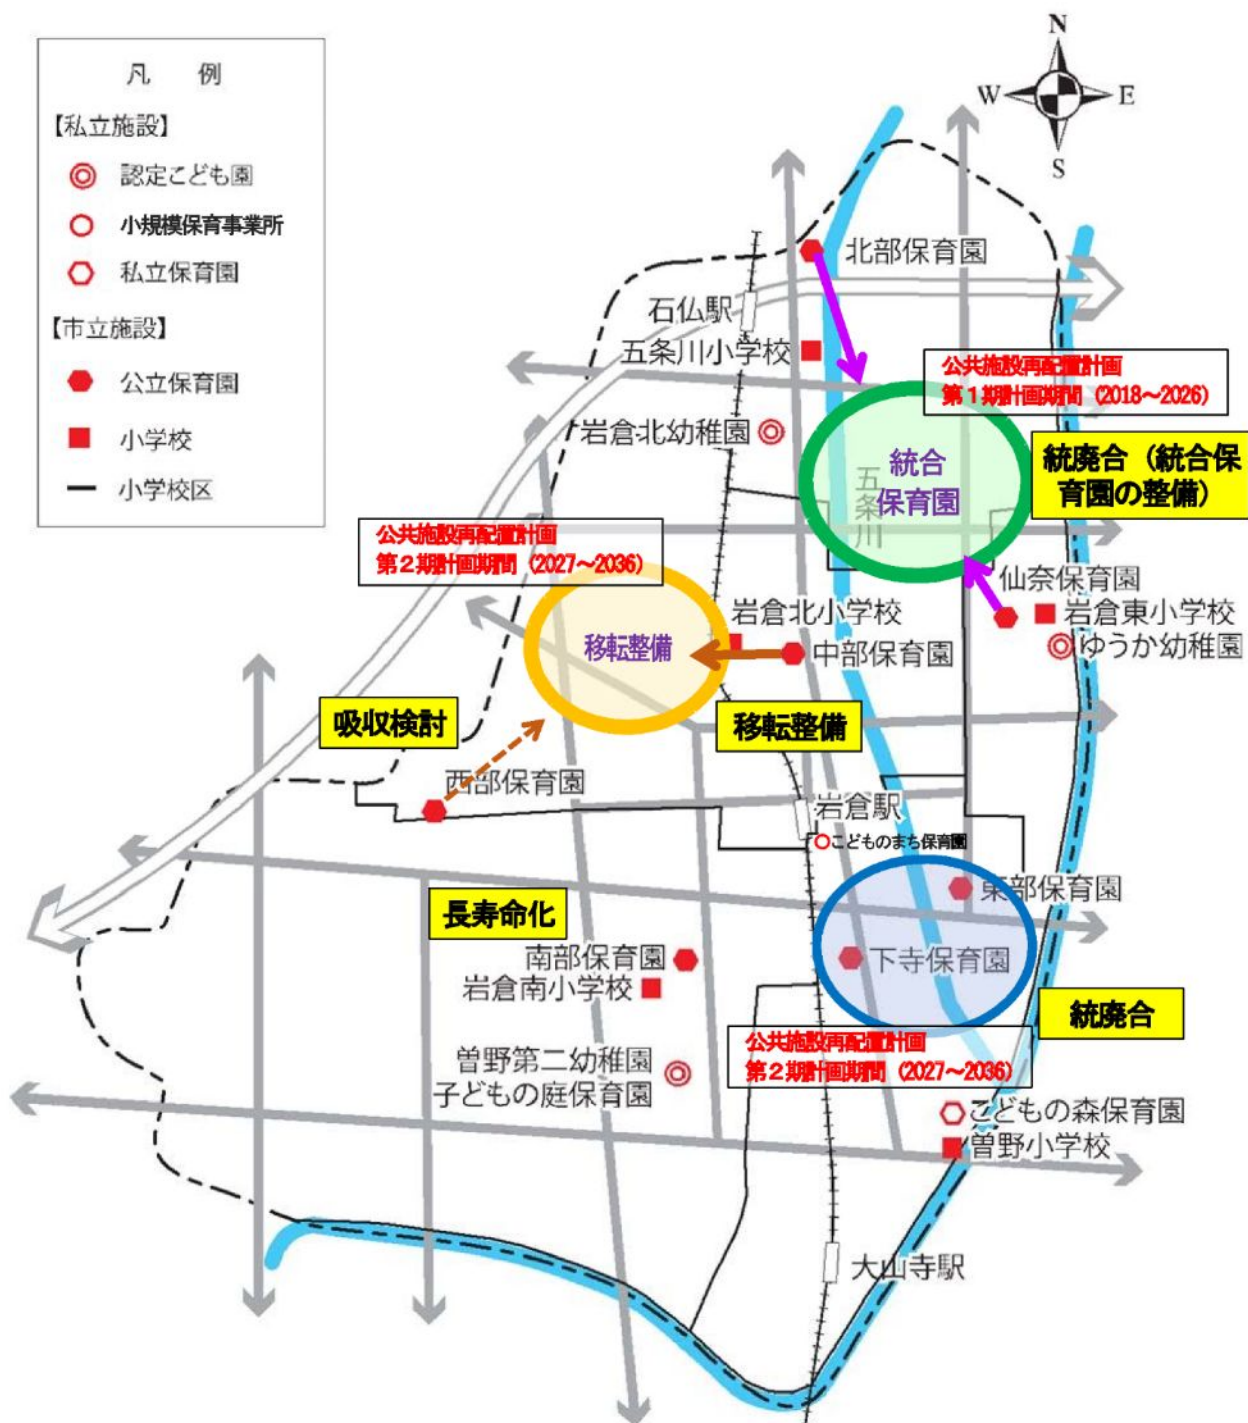 凡 例
【私立施設】
認定こども園
小規模保育事業所
私立保育園
【市立施設】
公立保育園
小学校
小学校区
N
W
E
S
北部保育園
石仏駅
五条川小学校
公共施設再配置計画
第1期計画期間（2018～2026）
岩倉北幼稚園
統合
保育園
五条川
統廃合（統合保
育園の整備）
公共施設再配置計画
第2期計画期間（2027～2036）
仙奈保育園
岩倉北小学校
岩倉東小学校
移転整備
中部保育園
ゆうか幼稚園
吸収検討
移転整備
西部保育園
岩倉駅
こどものまち保育園
東部保育園
長寿命化
南部保育園
下寺保育園
岩倉南小学校
統廃合
公共施設再配置計画
第2期計画期間（2027～2036）
曽野第二幼稚園
子どもの庭保育園
こどもの森保育園
曽野小学校
大山寺駅